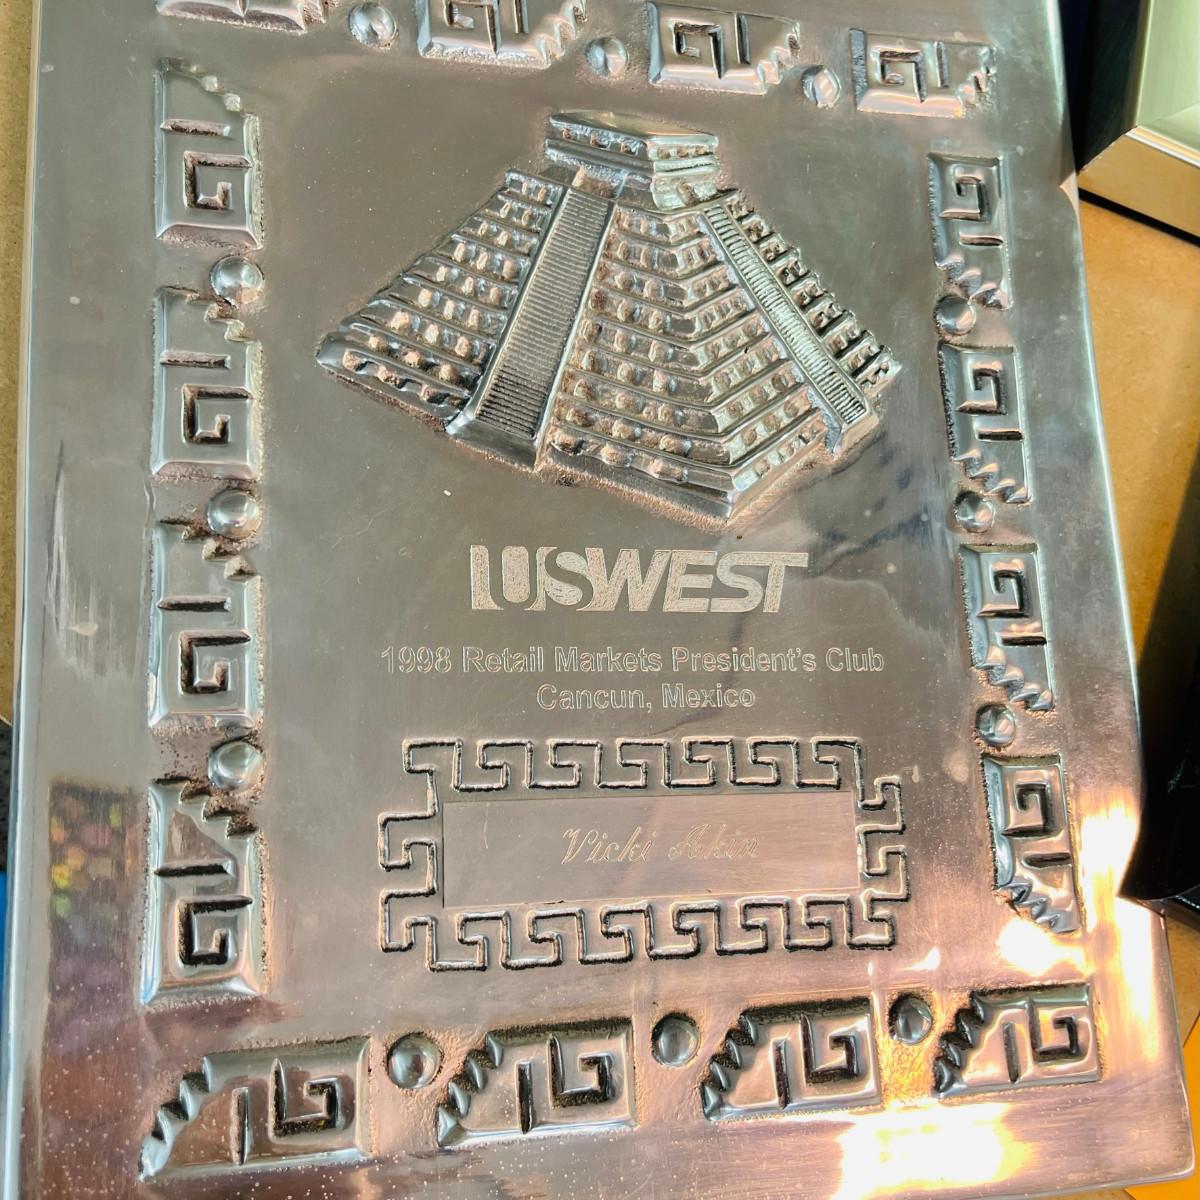 USWEST
1998 Retail Markets President's Club
Cancun, Mexico
Vicki Akin